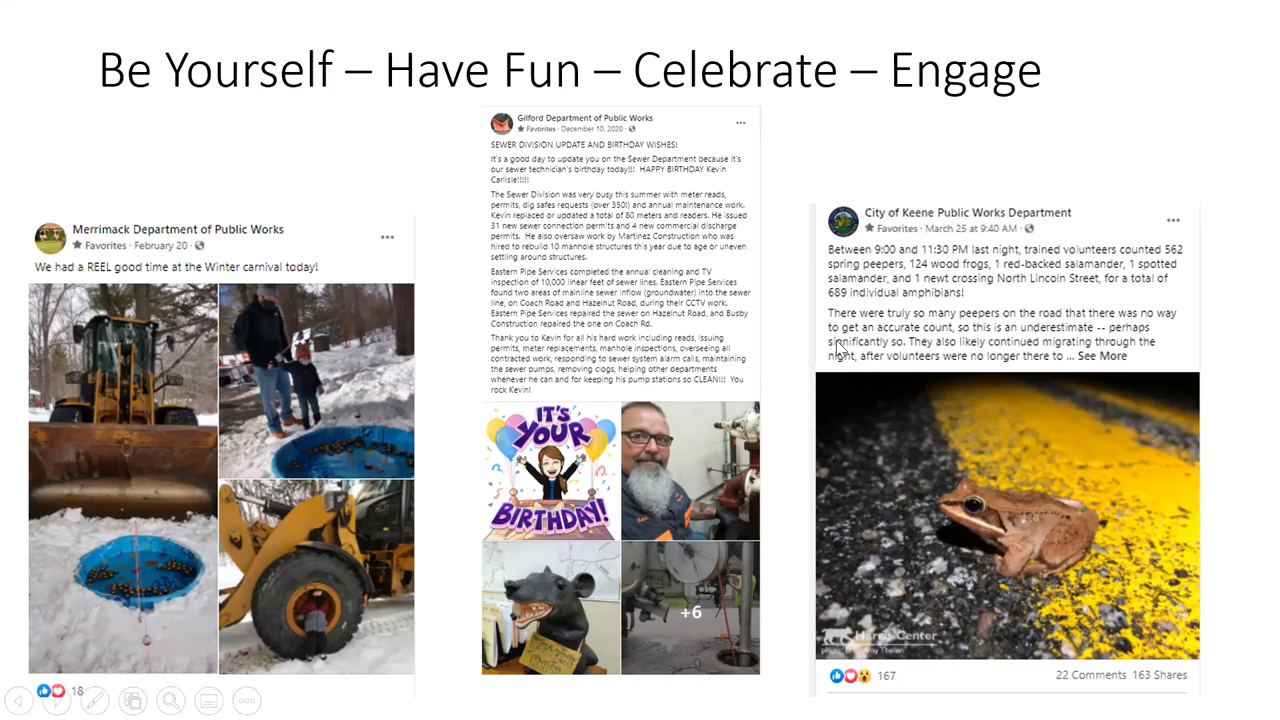 Be Yourself – Have Fun – Celebrate – Engage
Merrimack Department of Public Works
Favorites · February 20 ·
We had a REEL good time at the Winter carnival today!
18
Gilford Department of Public Works
Favorites · December 10, 2020 ·
SEWER DIVISION UPDATE AND BIRTHDAY WISHES!
It's a good day to update you on the Sewer Department because it's
our sewer technician's birthday today!!! HAPPY BIRTHDAY Kevin
Carlisle!!!!!
The Sewer Division was very busy this summer with meter reads,
permits, dig safes requests (over 350!) and annual maintenance work.
Kevin replaced or updated a total of 80 meters and readers. He issued
31 new sewer connection permits and 4 new commercial discharge
permits. He also oversaw work by Martinez Construction who was
hired to rebuild 10 manhole structures this year due to age or uneven
settling around structures.
Eastern Pipe Services completed the annual cleaning and TV
inspection of 10,000 linear feet of sewer lines. Eastern Pipe Services
found two areas of mainline sewer inflow (groundwater) into the sewer
line, on Coach Road and Hazelnut Road, during their CCTV work.
Eastern Pipe Services repaired the sewer on Hazelnut Road, and Busby
Construction repaired the one on Coach Rd.
Thank you to Kevin for all his hard work including reads, issuing
permits, meter replacements, manhole inspections, overseeing all
contracted work, responding to sewer system alarm calls, maintaining
the sewer pumps, removing clogs, helping other departments
whenever he can and for keeping his pump stations so CLEAN!!! You
rock Kevin!
IT'S
YOUR
BIRTHDAY!
+6
City of Keene Public Works Department
Favorites · March 25 at 9:40 AM ·
Between 9:00 and 11:30 PM last night, trained volunteers counted 562
spring peepers, 124 wood frogs, 1 red-backed salamander, 1 spotted
salamander, and 1 newt crossing North Lincoln Street, for a total of
689 individual amphibians!
There were truly so many peepers on the road that there was no way
to get an accurate count, so this is an underestimate -- perhaps
significantly so. They also likely continued migrating through the
night, after volunteers were no longer there to ... See More
Harris Center
photo: Thelen
167
22 Comments 163 Shares